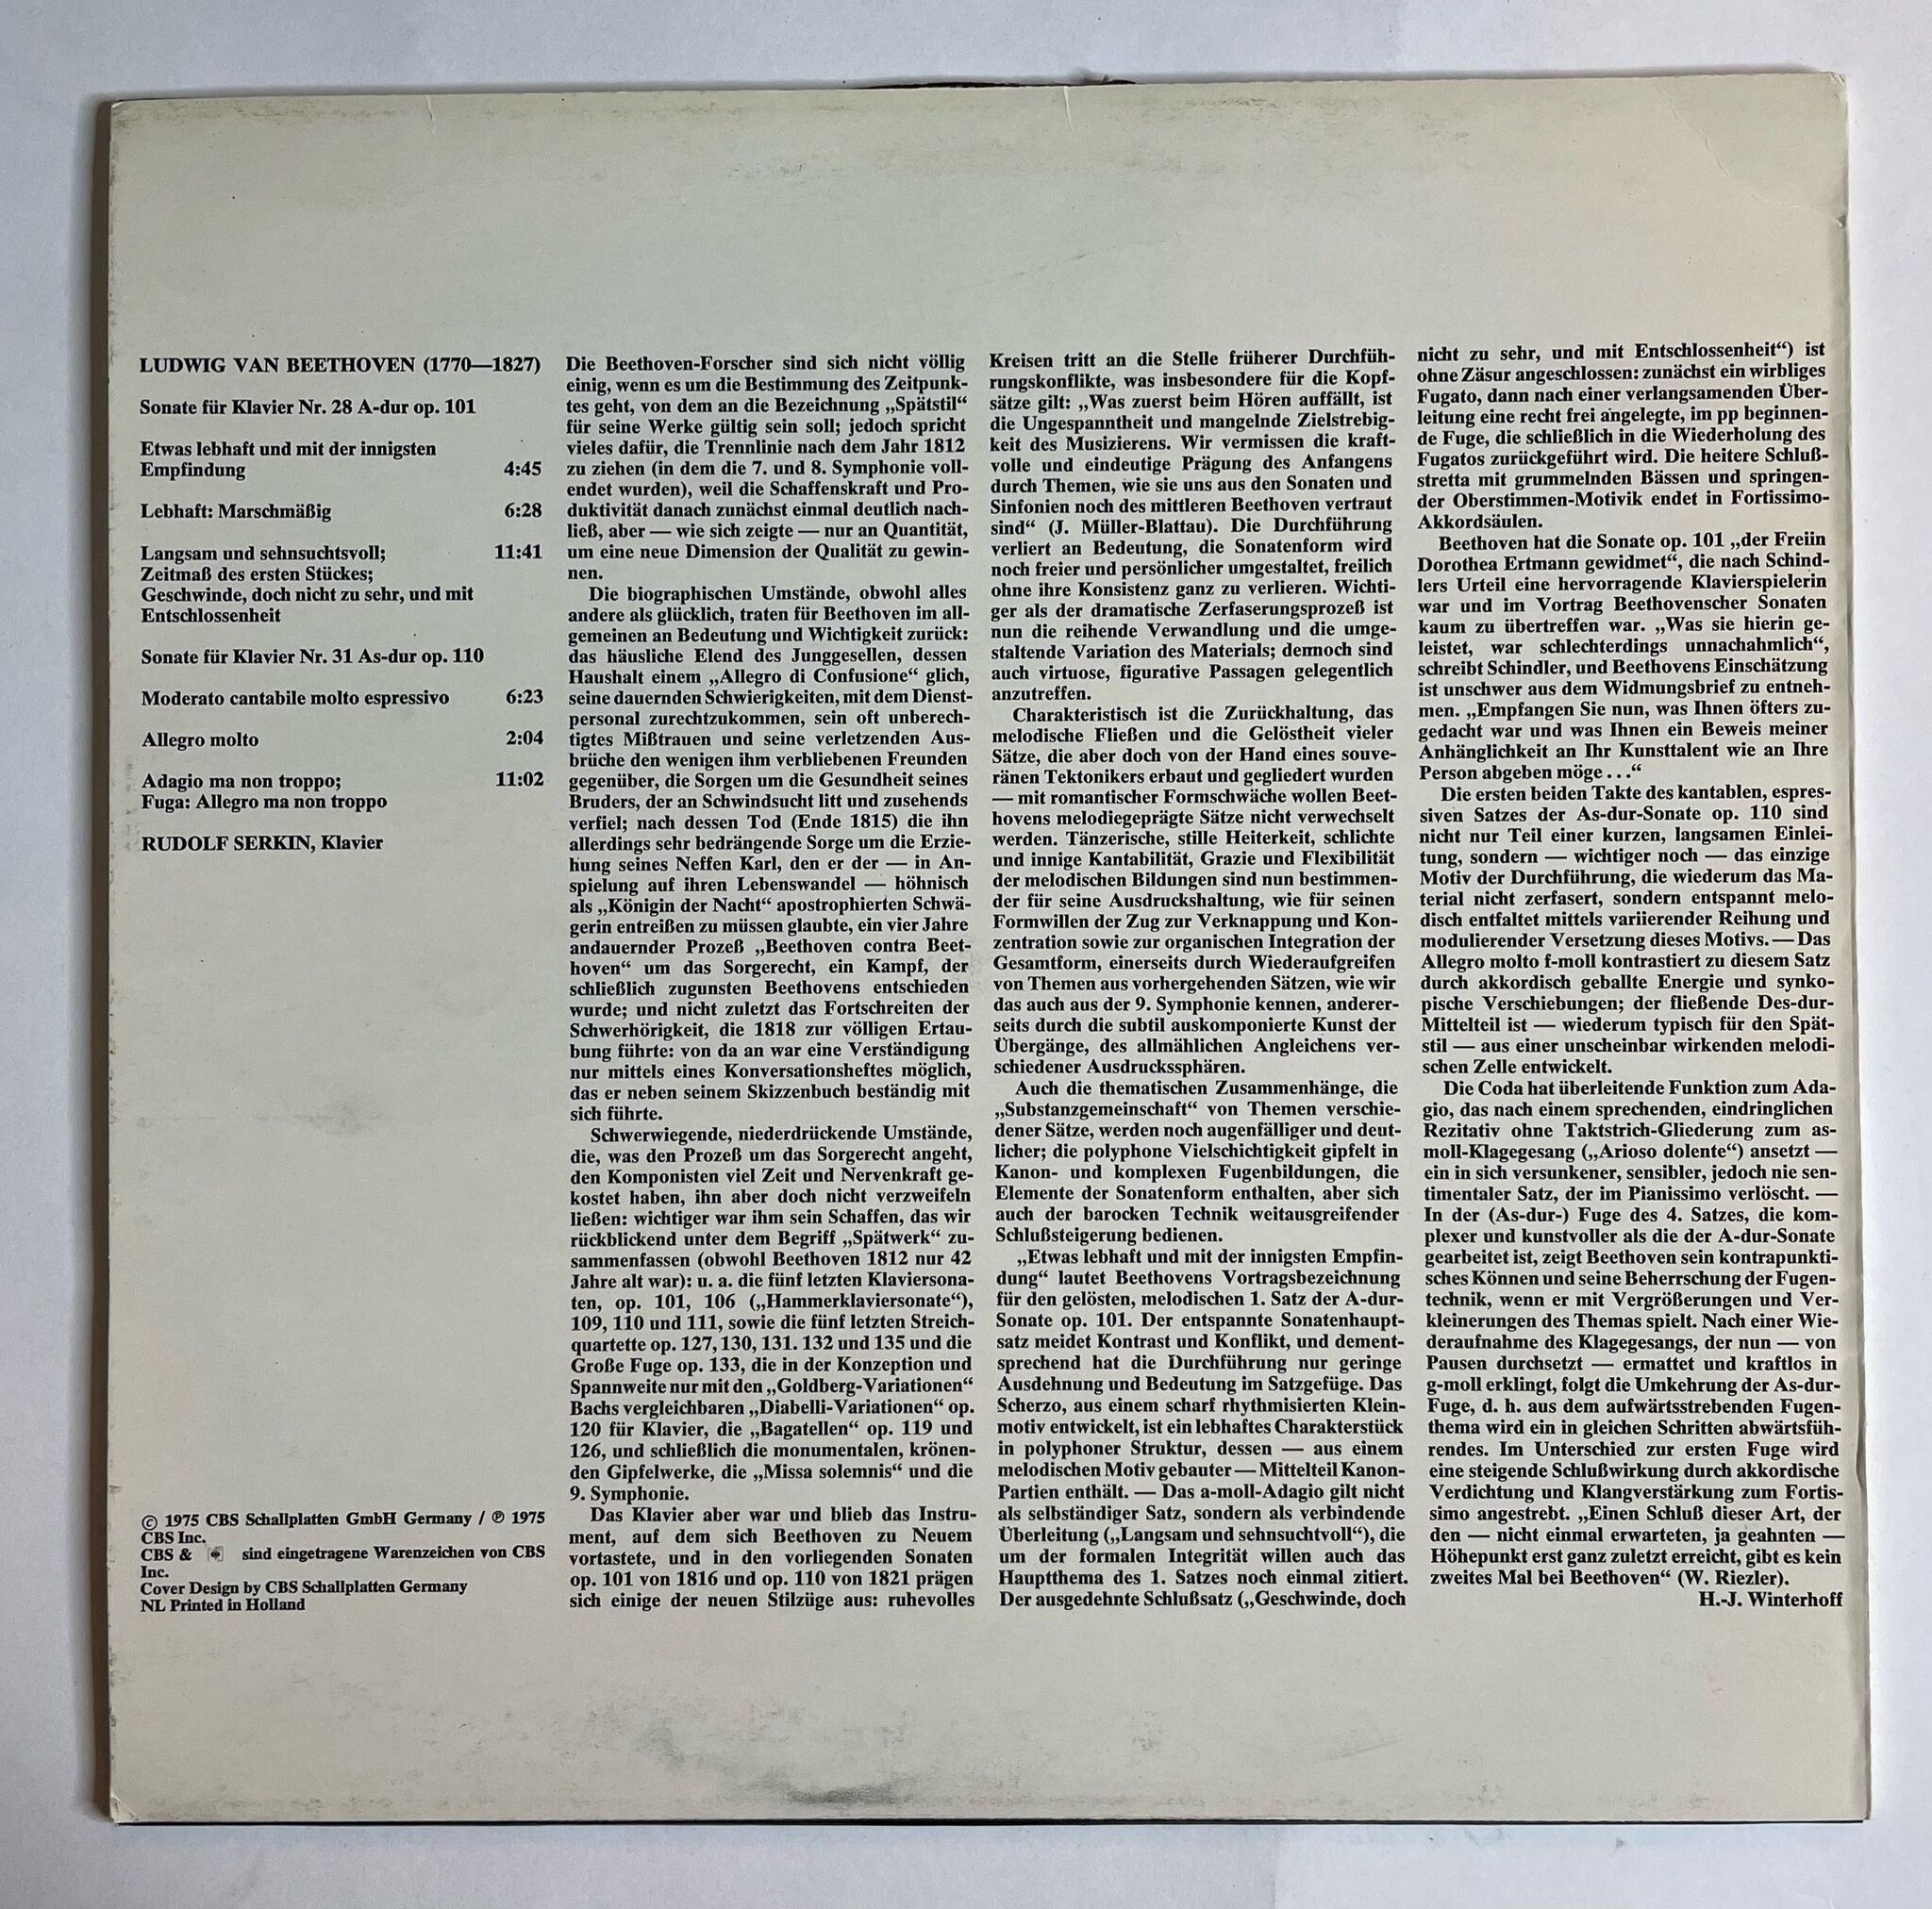 LUDWIG VAN BEETHOVEN (1770—1827)
Sonate für Klavier Nr. 28 A-dur op. 101
Etwas lebhaft und mit der innigsten
Empfindung 4:45
Lebhaft: Marschmäßig 6:28
Langsam und sehnsuchtsvoll; 11:41
Zeitmaß des ersten Stückes;
Geschwinde, doch nicht zu sehr, und mit
Entschlossenheit
Sonate für Klavier Nr. 31 As-dur op. 110
Moderato cantabile molto espressivo 6:23
Allegro molto 2:04
Adagio ma non troppo; 11:02
Fuga: Allegro ma non troppo
RUDOLF SERKIN, Klavier
© 1975 CBS Schallplatten GmbH Germany / ℗ 1975
CBS Inc.
CBS & sind eingetragene Warenzeichen von CBS
Inc.
Cover Design by CBS Schallplatten Germany
NL Printed in Holland
Die Beethoven-Forscher sind sich nicht völlig
einig, wenn es um die Bestimmung des Zeitpunk-
tes geht, von dem an die Bezeichnung „Spätstil“
für seine Werke gültig sein soll; jedoch spricht
vieles dafür, die Trennlinie nach dem Jahr 1812
zu ziehen (in dem die 7. und 8. Symphonie voll-
endet wurden), weil die Schaffenskraft und Pro-
duktivität danach zunächst einmal deutlich nach-
ließ, aber — wie sich zeigte — nur an Quantität,
um eine neue Dimension der Qualität zu gewin-
nen.
Die biographischen Umstände, obwohl alles
andere als glücklich, traten für Beethoven im all-
gemeinen an Bedeutung und Wichtigkeit zurück:
das häusliche Elend des Junggesellen, dessen
Haushalt einem „Allegro di Confusione“ glich,
seine dauernden Schwierigkeiten, mit dem Dienst-
personal zurechtzukommen, sein oft unberech-
tigtes Mißtrauen und seine verletzenden Aus-
brüche den wenigen ihm verbliebenen Freunden
gegenüber, die Sorgen um die Gesundheit seines
Bruders, der an Schwindsucht litt und zusehends
verfiel; nach dessen Tod (Ende 1815) die ihn
allerdings sehr bedrängende Sorge um die Erzie-
hung seines Neffen Karl, den er der — in An-
spielung auf ihren Lebenswandel — höhnisch
als „Königin der Nacht“ apostrophierten Schwä-
gerin entreißen zu müssen glaubte, ein vier Jahre
andauernder Prozeß „Beethoven contra Beet-
hoven“ um das Sorgerecht, ein Kampf, der
schließlich zugunsten Beethovens entschieden
wurde; und nicht zuletzt das Fortschreiten der
Schwerhörigkeit, die 1818 zur völligen Ertau-
bung führte: von da an war eine Verständigung
nur mittels eines Konversationsheftes möglich,
das er neben seinem Skizzenbuch beständig mit
sich führte.
Schwerwiegende, niederdrückende Umstände,
die, was den Prozeß um das Sorgerecht angeht,
den Komponisten viel Zeit und Nervenkraft ge-
kostet haben, ihn aber doch nicht verzweifeln
ließen: wichtiger war ihm sein Schaffen, das wir
rückblickend unter dem Begriff „Spätwerk“ zu-
sammenfassen (obwohl Beethoven 1812 nur 42
Jahre alt war): u. a. die fünf letzten Klaviersona-
ten, op. 101, 106 („Hammerklaviersonate“),
109, 110 und 111, sowie die fünf letzten Streich-
quartette op. 127, 130, 131. 132 und 135 und die
Große Fuge op. 133, die in der Konzeption und
Spannweite nur mit den „Goldberg-Variationen“
Bachs vergleichbaren „Diabelli-Variationen“ op.
120 für Klavier, die „Bagatellen“ op. 119 und
126, und schließlich die monumentalen, krönen-
den Gipfelwerke, die „Missa solemnis“ und die
9. Symphonie.
Das Klavier aber war und blieb das Instru-
ment, auf dem sich Beethoven zu Neuem
vortastete, und in den vorliegenden Sonaten
op. 101 von 1816 und op. 110 von 1821 prägen
sich einige der neuen Stilzüge aus: ruhevolles
Kreisen tritt an die Stelle früherer Durchfüh-
rungskonflikte, was insbesondere für die Kopf-
sätze gilt: „Was zuerst beim Hören auffällt, ist
die Ungespanntheit und mangelnde Zielstrebig-
keit des Musizierens. Wir vermissen die kraft-
volle und eindeutige Prägung des Anfangens
durch Themen, wie sie uns aus den Sonaten und
Sinfonien noch des mittleren Beethoven vertraut
sind“ (J. Müller-Blattau). Die Durchführung
verliert an Bedeutung, die Sonatenform wird
noch freier und persönlicher umgestaltet, freilich
ohne ihre Konsistenz ganz zu verlieren. Wichti-
ger als der dramatische Zerfaserungsprozeß ist
nun die reihende Verwandlung und die umge-
staltende Variation des Materials; dennoch sind
auch virtuose, figurative Passagen gelegentlich
anzutreffen.
Charakteristisch ist die Zurückhaltung, das
melodische Fließen und die Gelöstheit vieler
Sätze, die aber doch von der Hand eines souve-
ränen Tektonikers erbaut und gegliedert wurden
— mit romantischer Formschwäche wollen Beet-
hovens melodiegeprägte Sätze nicht verwechselt
werden. Tänzerische, stille Heiterkeit, schlichte
und innige Kantabilität, Grazie und Flexibilität
der melodischen Bildungen sind nun bestimmen-
der für seine Ausdruckshaltung, wie für seinen
Formwillen der Zug zur Verknappung und Kon-
zentration sowie zur organischen Integration der
Gesamtform, einerseits durch Wiederaufgreifen
von Themen aus vorhergehenden Sätzen, wie wir
das auch aus der 9. Symphonie kennen, anderer-
seits durch die subtil auskomponierte Kunst der
Übergänge, des allmählichen Angleichens ver-
schiedener Ausdruckssphären.
Auch die thematischen Zusammenhänge, die
„Substanzgemeinschaft“ von Themen verschie-
dener Sätze, werden noch augenfälliger und deut-
licher; die polyphone Vielschichtigkeit gipfelt in
Kanon- und komplexen Fugenbildungen, die
Elemente der Sonatenform enthalten, aber sich
auch der barocken Technik weitausgreifender
Schlußsteigerung bedienen.
„Etwas lebhaft und mit der innigsten Empfin-
dung“ lautet Beethovens Vortragsbezeichnung
für den gelösten, melodischen 1. Satz der A-dur-
Sonate op. 101. Der entspannte Sonatenhaupt-
satz meidet Kontrast und Konflikt, und dement-
sprechend hat die Durchführung nur geringe
Ausdehnung und Bedeutung im Satzgefüge. Das
Scherzo, aus einem scharf rhythmisierten Klein-
motiv entwickelt, ist ein lebhaftes Charakterstück
in polyphoner Struktur, dessen — aus einem
melodischen Motiv gebauter — Mittelteil Kanon-
Partien enthält. — Das a-moll-Adagio gilt nicht
als selbständiger Satz, sondern als verbindende
Überleitung („Langsam und sehnsuchtvoll“), die
um der formalen Integrität willen auch das
Hauptthema des 1. Satzes noch einmal zitiert.
Der ausgedehnte Schlußsatz („Geschwinde, doch
nicht zu sehr, und mit Entschlossenheit“) ist
ohne Zäsur angeschlossen: zunächst ein wirbliges
Fugato, dann nach einer verlangsamenden Über-
leitung eine recht frei angelegte, im pp beginnen-
de Fuge, die schließlich in die Wiederholung des
Fugatos zurückgeführt wird. Die heitere Schluß-
stretta mit grummelnden Bässen und springen-
der Oberstimmen-Motivik endet in Fortissimo-
Akkordsäulen.
Beethoven hat die Sonate op. 101 „der Freiin
Dorothea Ertmann gewidmet“, die nach Schind-
lers Urteil eine hervorragende Klavierspielerin
war und im Vortrag Beethovenscher Sonaten
kaum zu übertreffen war. „Was sie hierin ge-
leistet, war schlechterdings unnachahmlich“,
schreibt Schindler, und Beethovens Einschätzung
ist unschwer aus dem Widmungsbrief zu entneh-
men. „Empfangen Sie nun, was Ihnen öfters zu-
gedacht war und was Ihnen ein Beweis meiner
Anhänglichkeit an Ihr Kunsttalent wie an Ihre
Person abgeben möge . . .“
Die ersten beiden Takte des kantablen, espres-
siven Satzes der As-dur-Sonate op. 110 sind
nicht nur Teil einer kurzen, langsamen Einlei-
tung, sondern — wichtiger noch — das einzige
Motiv der Durchführung, die wiederum das Ma-
terial nicht zerfasert, sondern entspannt melo-
disch entfaltet mittels variierender Reihung und
modulierender Versetzung dieses Motivs. — Das
Allegro molto f-moll kontrastiert zu diesem Satz
durch akkordisch geballte Energie und synko-
pische Verschiebungen; der fließende Des-dur-
Mittelteil ist — wiederum typisch für den Spät-
stil — aus einer unscheinbar wirkenden melodi-
schen Zelle entwickelt.
Die Coda hat überleitende Funktion zum Ada-
gio, das nach einem sprechenden, eindringlichen
Rezitativ ohne Taktstrich-Gliederung zum as-
moll-Klagegesang („Arioso dolente“) ansetzt —
ein in sich versunkener, sensibler, jedoch nie sen-
timentaler Satz, der im Pianissimo verlöscht. —
In der (As-dur-) Fuge des 4. Satzes, die kom-
plexer und kunstvoller als die der A-dur-Sonate
gearbeitet ist, zeigt Beethoven sein kontrapunkti-
sches Können und seine Beherrschung der Fugen-
technik, wenn er mit Vergrößerungen und Ver-
kleinerungen des Themas spielt. Nach einer Wie-
deraufnahme des Klagegesangs, der nun — von
Pausen durchsetzt — ermattet und kraftlos in
g-moll erklingt, folgt die Umkehrung der As-dur-
Fuge, d. h. aus dem aufwärtsstrebenden Fugen-
thema wird ein in gleichen Schritten abwärtsfüh-
rendes. Im Unterschied zur ersten Fuge wird
eine steigende Schlußwirkung durch akkordische
Verdichtung und Klangverstärkung zum Fortis-
simo angestrebt. „Einen Schluß dieser Art, der
den — nicht einmal erwarteten, ja geahnten —
Höhepunkt erst ganz zuletzt erreicht, gibt es kein
zweites Mal bei Beethoven“ (W. Riezler).
H.-J. Winterhoff